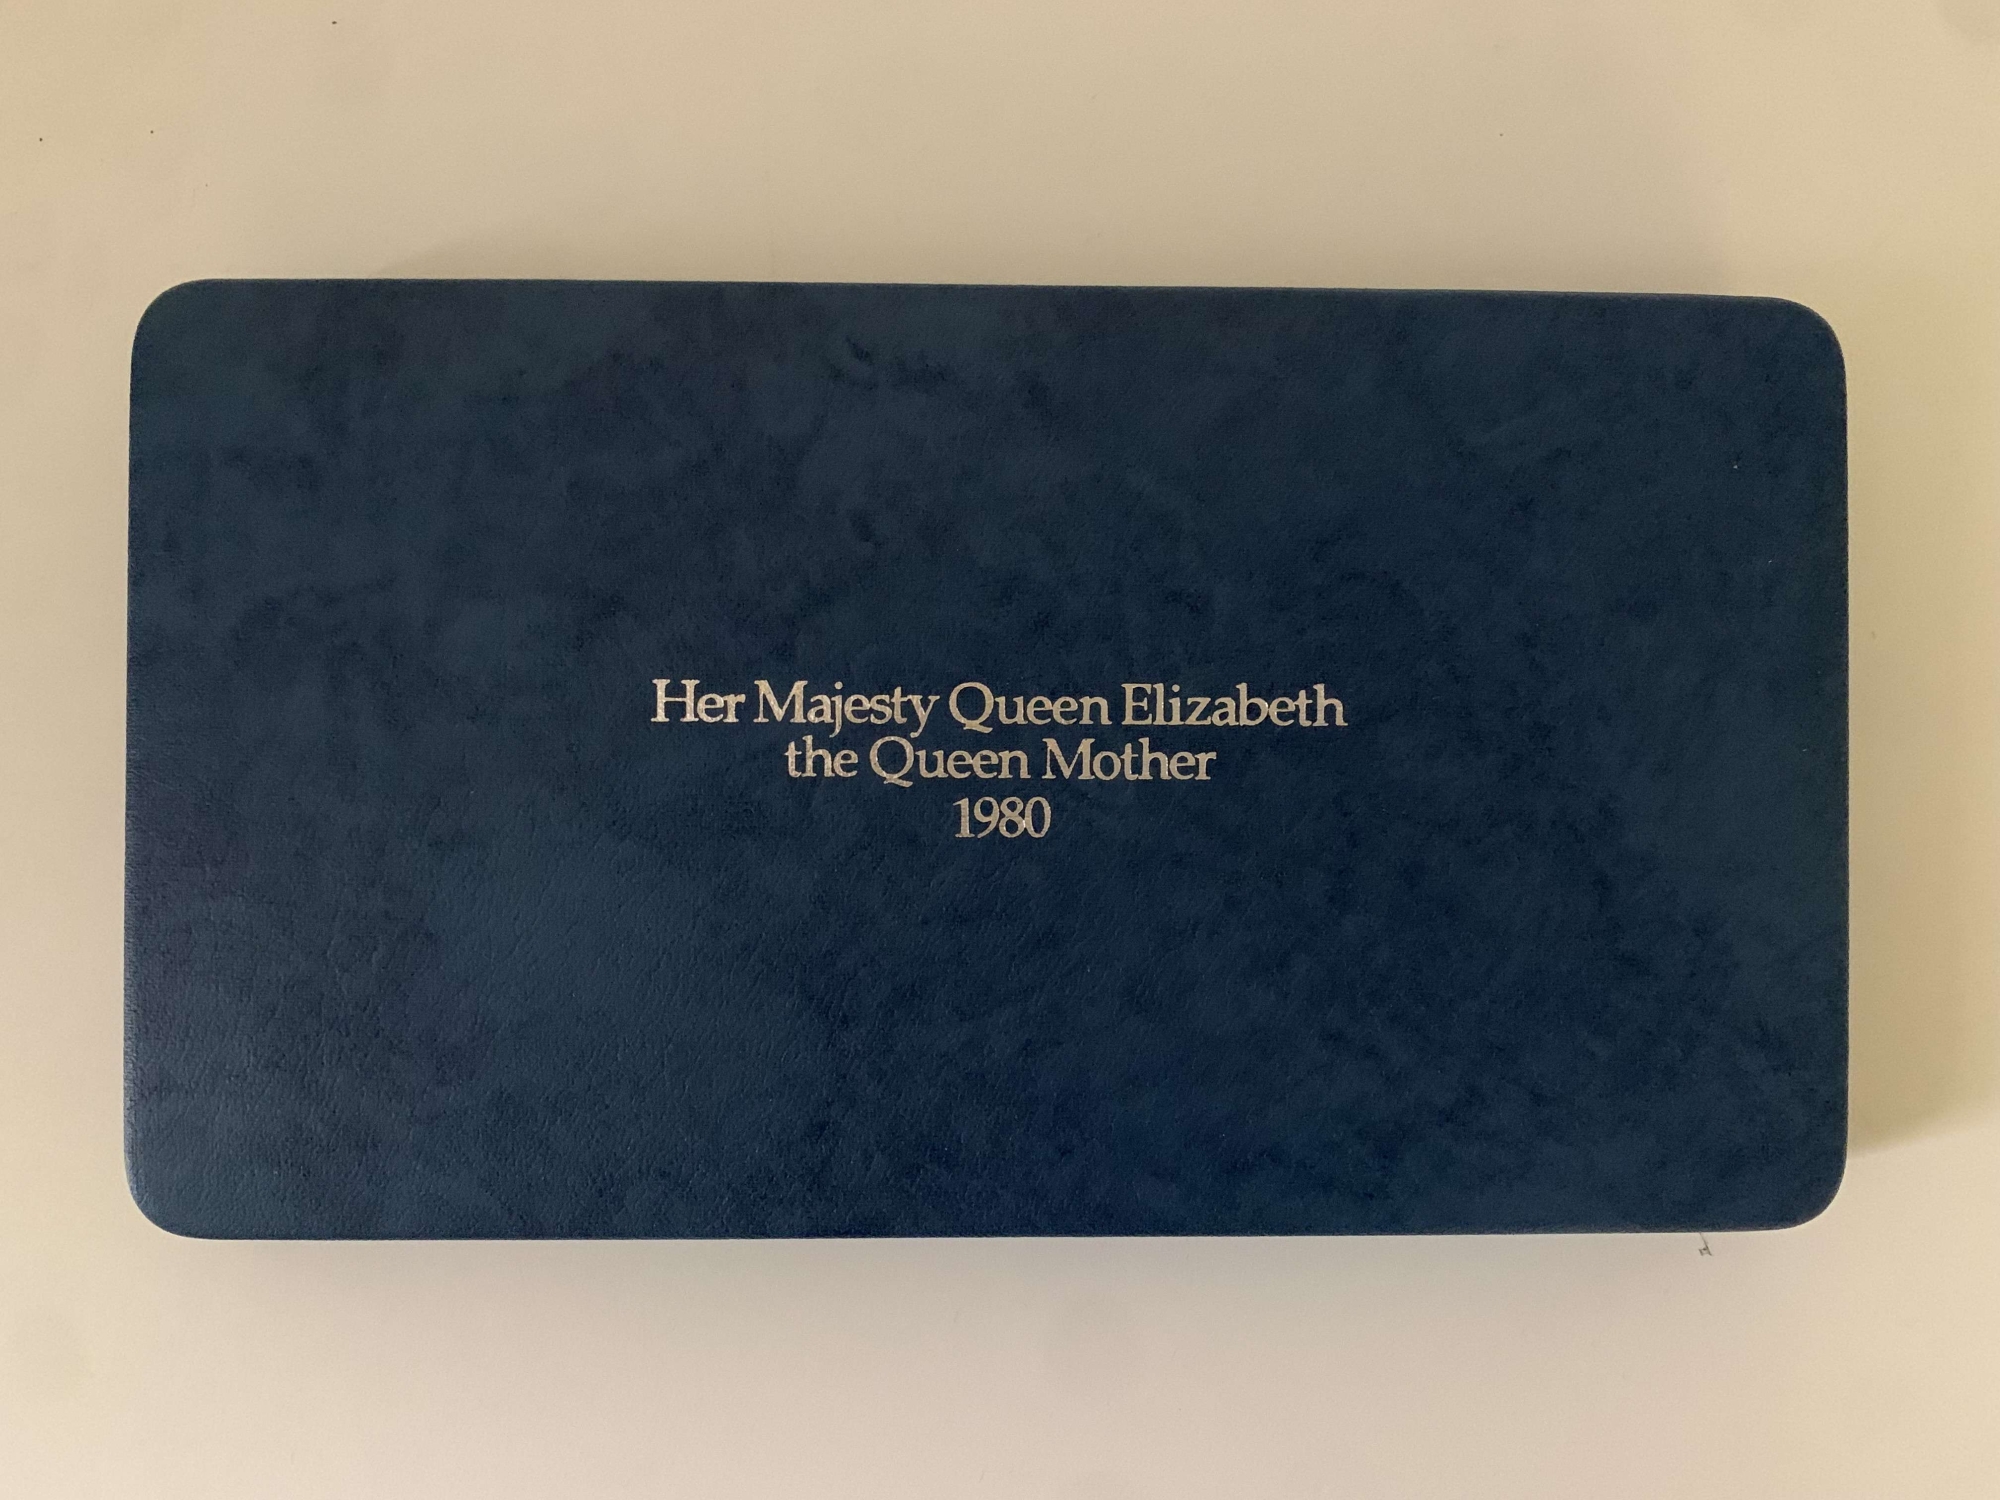 Her Majesty Queen Elizabeth
the Queen Mother
1980